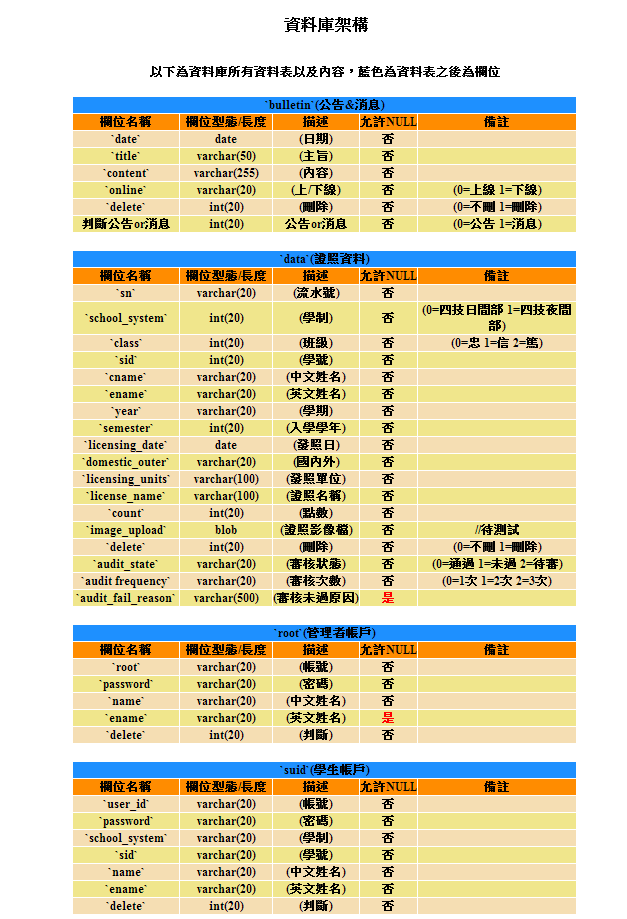 資料庫架構
以下為資料庫所有資料表以及內容，藍色為資料表之後為欄位
`bulletin`(公告&消息)
欄位名稱 欄位型態/長度 描述 允許NULL 備註
`date` date (日期) 否
`title` varchar(50) (主旨) 否
`content` varchar(255) (內容) 否
`online` varchar(20) (上/下線) 否 (0=上線 1=下線)
`delete` int(20) (刪除) 否 (0=不刪 1=刪除)
判斷公告or消息 int(20) 公告or消息 否 (0=公告 1=消息)
`data`(證照資料)
欄位名稱 欄位型態/長度 描述 允許NULL 備註
`sn` varchar(20) (流水號) 否
`school_system` int(20) (學制) 否 (0=四技日間部 1=四技夜間
部)
`class` int(20) (班級) 否 (0=忠 1=信 2=篤)
`sid` int(20) (學號) 否
`cname` varchar(20) (中文姓名) 否
`ename` varchar(20) (英文姓名) 否
`year` varchar(20) (學期) 否
`semester` int(20) (入學學年) 否
`licensing_date` date (發照日) 否
`domestic_outer` varchar(20) (國內外) 否
`licensing_units` varchar(100) (發照單位) 否
`license_name` varchar(100) (證照名稱) 否
`count` int(20) (點數) 否
`image_upload` blob (證照影像檔) 否 //待測試
`delete` int(20) (刪除) 否 (0=不刪 1=刪除)
`audit_state` varchar(20) (審核狀態) 否 (0=通過 1=未過 2=待審)
`audit frequency` varchar(20) (審核次數) 否 (0=1次 1=2次 2=3次)
`audit_fail_reason` varchar(500) (審核未過原因) 是
`root`(管理者帳戶)
欄位名稱 欄位型態/長度 描述 允許NULL 備註
`root` varchar(20) (帳號) 否
`password` varchar(20) (密碼) 否
`name` varchar(20) (中文姓名) 否
`ename` varchar(20) (英文姓名) 是
`delete` int(20) (判斷) 否
`suid`(學生帳戶)
欄位名稱 欄位型態/長度 描述 允許NULL 備註
`user_id` varchar(20) (帳號) 否
`password` varchar(20) (密碼) 否
`school_system` varchar(20) (學制) 否
`sid` varchar(20) (學號) 否
`name` varchar(20) (中文姓名) 否
`ename` varchar(20) (英文姓名) 否
`delete` int(20) (判斷) 否